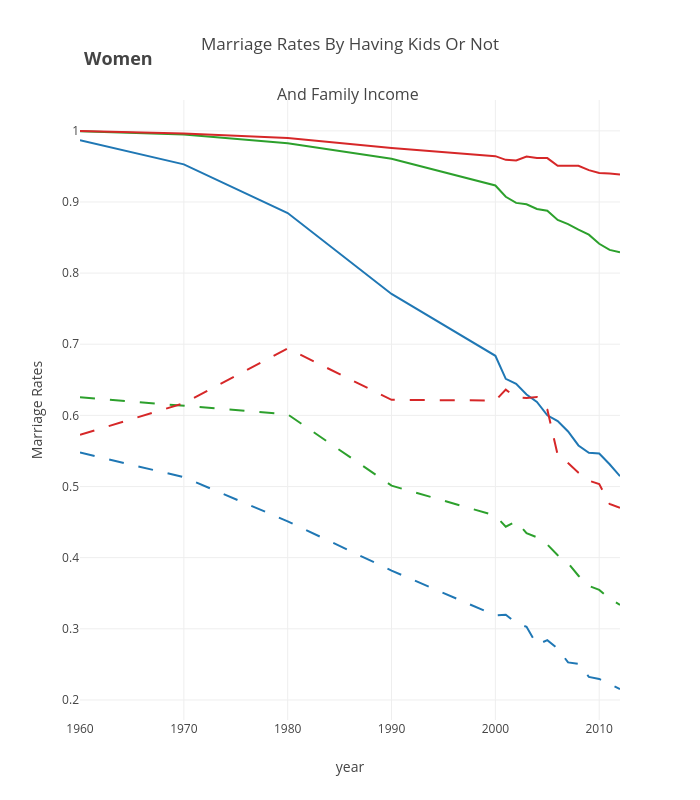 Marriage Rates By Having Kids Or Not
Women
And Family Income
1
0.9
0.8
0.7
0.6
0.5
0.4
0.3
0.2
Marriage Rates
1960 1970 1980 1990 2000 2010
year